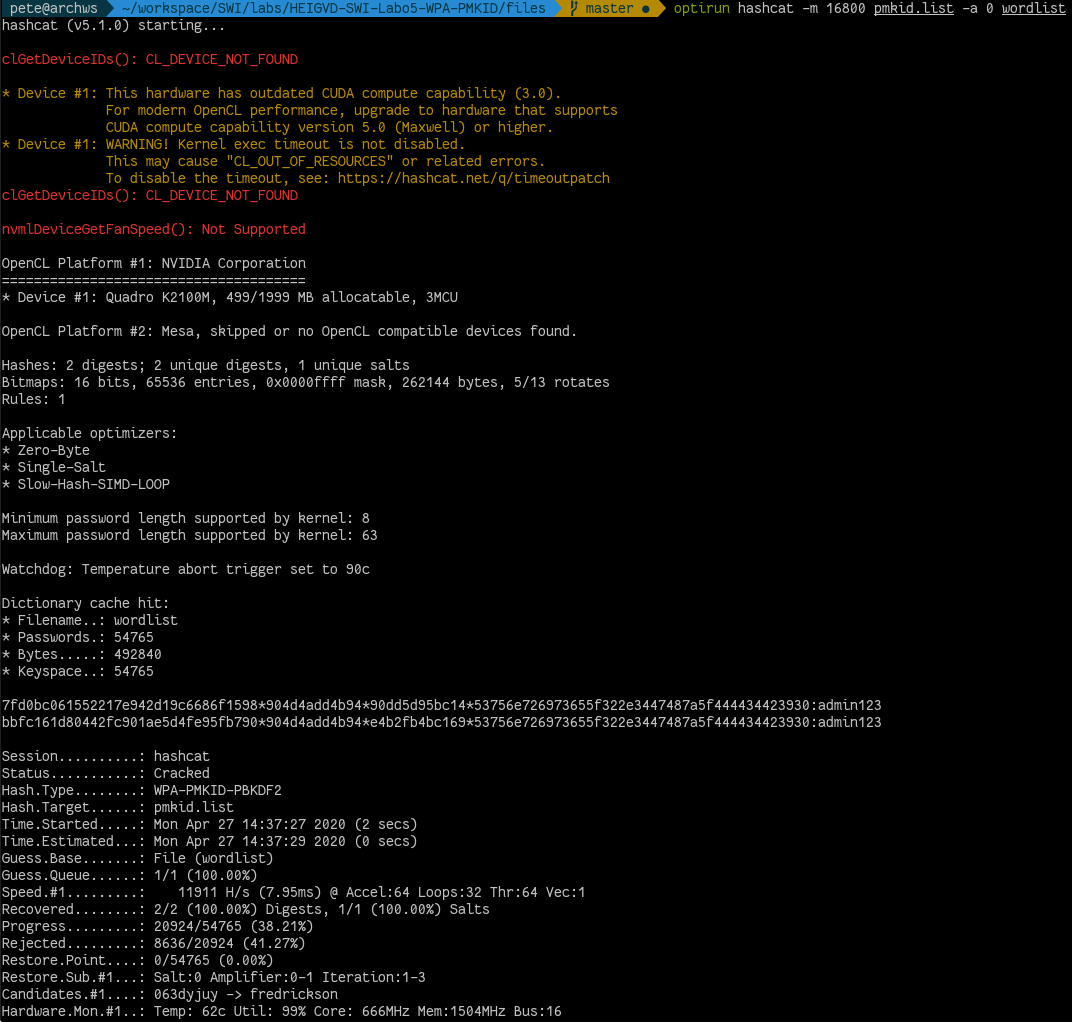 pete@archws ~/workspace/SWI/labs/HEIGVD-SWI-Labo5-WPA-PMKID/files master ● optirun hashcat -m 16800 pmkid.list -a 0 wordlist
hashcat (v5.1.0) starting...
clGetDeviceIDs(): CL_DEVICE_NOT_FOUND
* Device #1: This hardware has outdated CUDA compute capability (3.0).
For modern OpenCL performance, upgrade to hardware that supports
CUDA compute capability version 5.0 (Maxwell) or higher.
* Device #1: WARNING! Kernel exec timeout is not disabled.
This may cause "CL_OUT_OF_RESOURCES" or related errors.
To disable the timeout, see: https://hashcat.net/q/timeoutpatch
clGetDeviceIDs(): CL_DEVICE_NOT_FOUND
nvmlDeviceGetFanSpeed(): Not Supported
OpenCL Platform #1: NVIDIA Corporation
======================================
* Device #1: Quadro K2100M, 499/1999 MB allocatable, 3MCU
OpenCL Platform #2: Mesa, skipped or no OpenCL compatible devices found.
Hashes: 2 digests; 2 unique digests, 1 unique salts
Bitmaps: 16 bits, 65536 entries, 0x0000ffff mask, 262144 bytes, 5/13 rotates
Rules: 1
Applicable optimizers:
* Zero-Byte
* Single-Salt
* Slow-Hash-SIMD-LOOP
Minimum password length supported by kernel: 8
Maximum password length supported by kernel: 63
Watchdog: Temperature abort trigger set to 90c
Dictionary cache hit:
* Filename..: wordlist
* Passwords.: 54765
* Bytes.....: 492840
* Keyspace..: 54765
7fd0bc061552217e942d19c6686f1598*904d4add4b94*90dd5d95bc14*53756e726973655f322e3447487a5f444434423930:admin123
bbfc161d80442fc901ae5d4fe95fb790*904d4add4b94*e4b2fb4bc169*53756e726973655f322e3447487a5f444434423930:admin123
Session..........: hashcat
Status...........: Cracked
Hash.Type........: WPA-PMKID-PBKDF2
Hash.Target......: pmkid.list
Time.Started.....: Mon Apr 27 14:37:27 2020 (2 secs)
Time.Estimated...: Mon Apr 27 14:37:29 2020 (0 secs)
Guess.Base.......: File (wordlist)
Guess.Queue......: 1/1 (100.00%)
Speed.#1.........:    11911 H/s (7.95ms) @ Accel:64 Loops:32 Thr:64 Vec:1
Recovered........: 2/2 (100.00%) Digests, 1/1 (100.00%) Salts
Progress.........: 20924/54765 (38.21%)
Rejected.........: 8636/20924 (41.27%)
Restore.Point....: 0/54765 (0.00%)
Restore.Sub.#1...: Salt:0 Amplifier:0-1 Iteration:1-3
Candidates.#1....: 063dyjuy -> fredrickson
Hardware.Mon.#1..: Temp: 62c Util: 99% Core: 666MHz Mem:1504MHz Bus:16